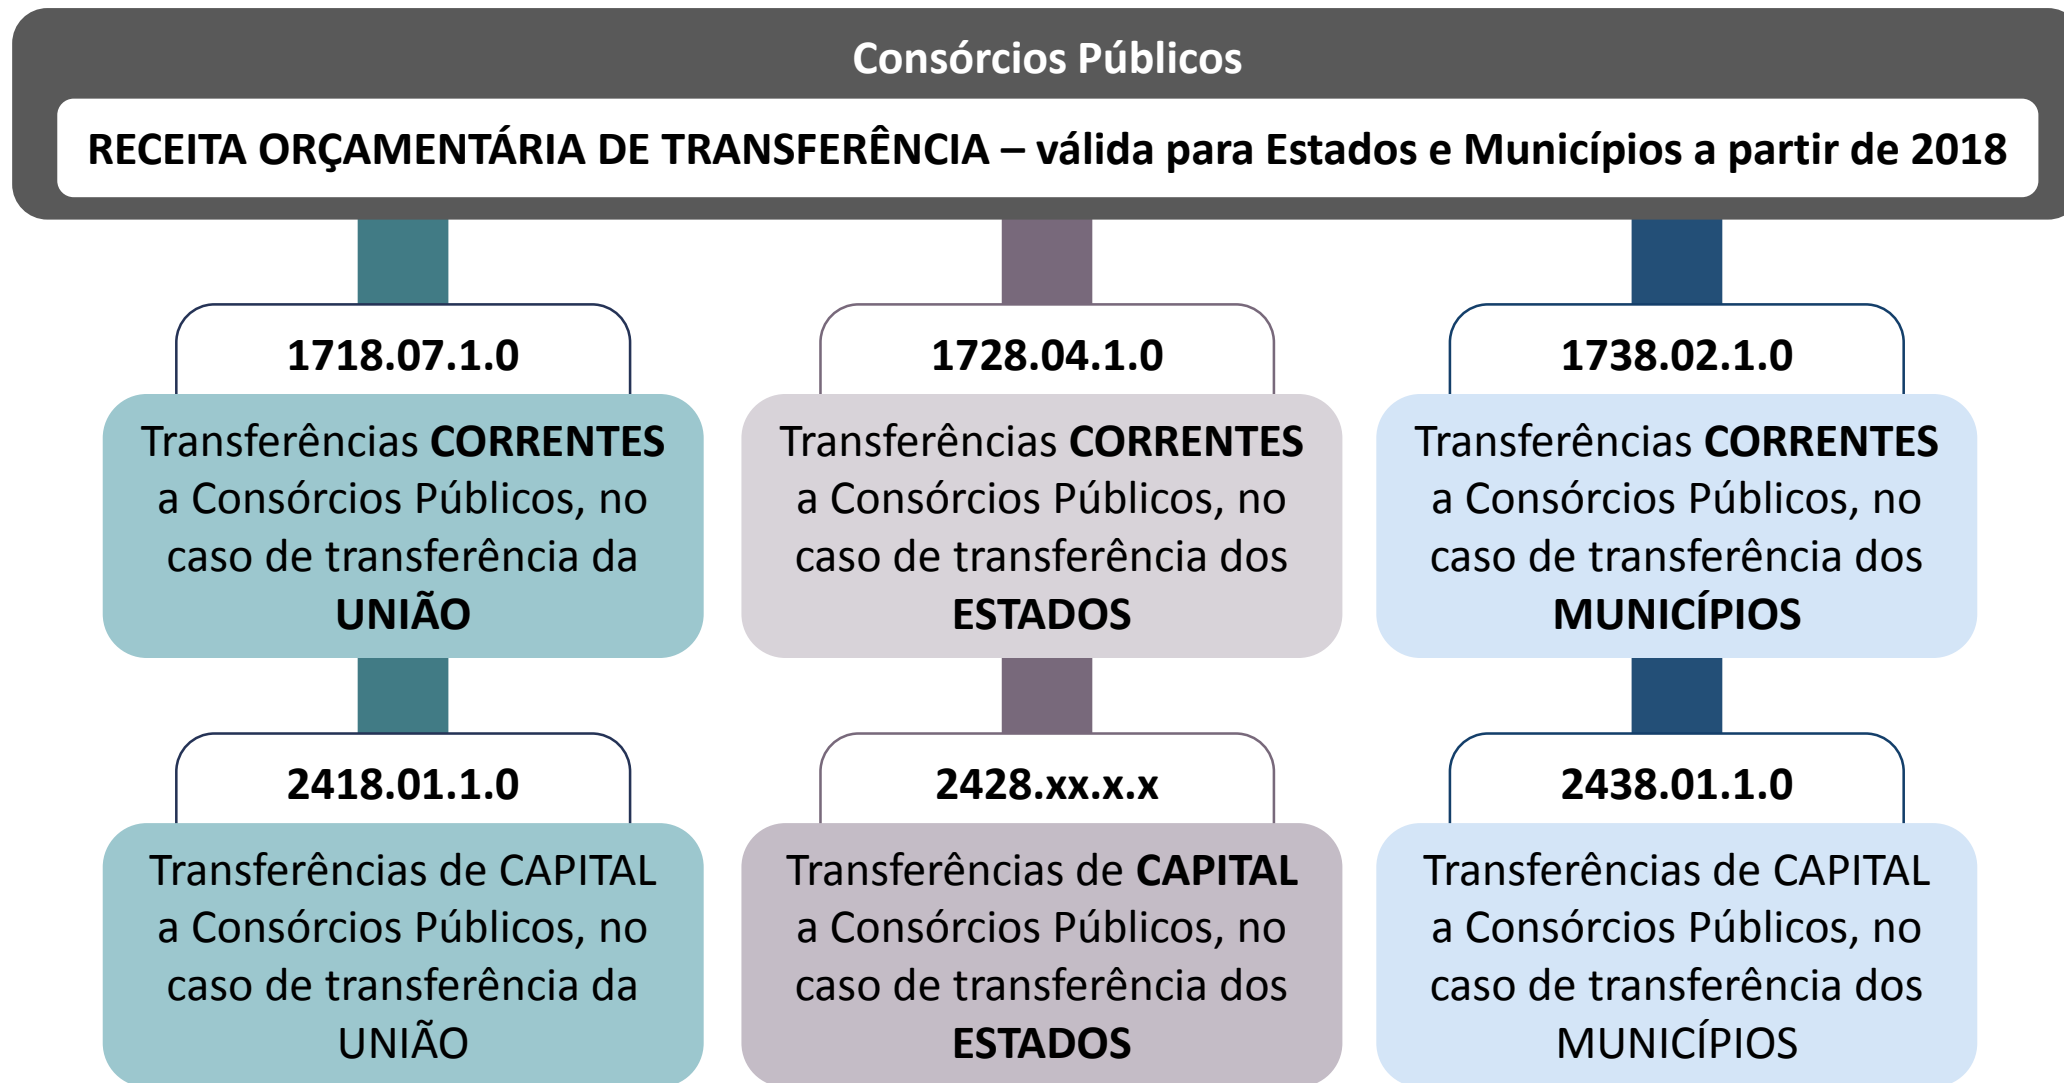 Consórcios Públicos
RECEITA ORÇAMENTÁRIA DE TRANSFERÊNCIA – válida para Estados e Municípios a partir de 2018
1718.07.1.0
Transferências CORRENTES
a Consórcios Públicos, no
caso de transferência da
UNIÃO
1728.04.1.0
Transferências CORRENTES
a Consórcios Públicos, no
caso de transferência dos
ESTADOS
1738.02.1.0
Transferências CORRENTES
a Consórcios Públicos, no
caso de transferência dos
MUNICÍPIOS
2418.01.1.0
Transferências de CAPITAL
a Consórcios Públicos, no
caso de transferência da
UNIÃO
2428.xx.x.x
Transferências de CAPITAL
a Consórcios Públicos, no
caso de transferência dos
ESTADOS
2438.01.1.0
Transferências de CAPITAL
a Consórcios Públicos, no
caso de transferência dos
MUNICÍPIOS